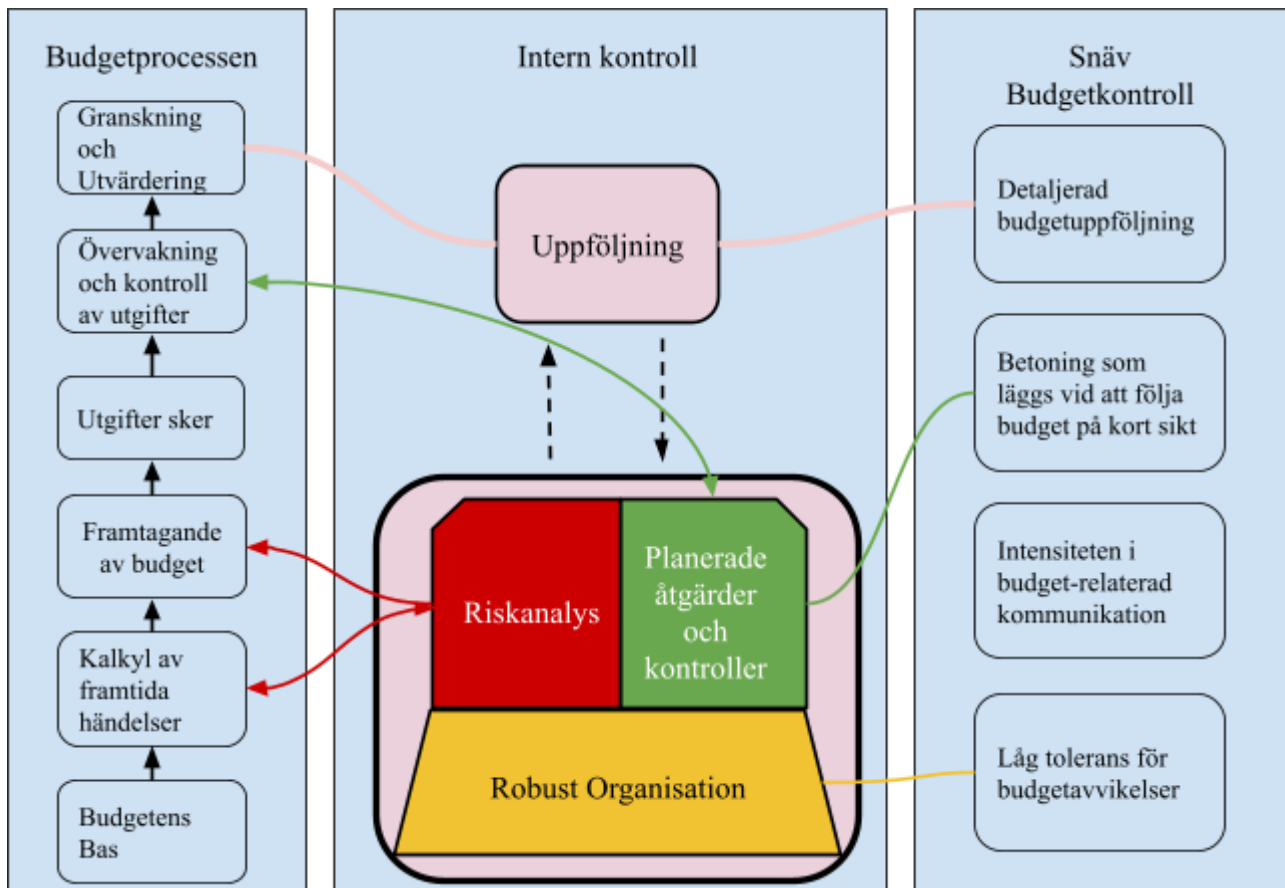 Budgetprocessen
Granskning
och
Utvärdering
Övervakning
och kontroll
av utgifter
Utgifter sker
Framtagande
av budget
Kalkyl av
framtida
händelser
Budgetens
Bas
Intern kontroll
Uppföljning
Riskanalys
Planerade
åtgärder
och
kontroller
Robust Organisation
Snäv
Budgetkontroll
Detaljerad
budgetuppföljning
Betoning som
läggs vid att följa
budget på kort sikt
Intensiteten i
budget-relaterad
kommunikation
Låg tolerans för
budgetavvikelser